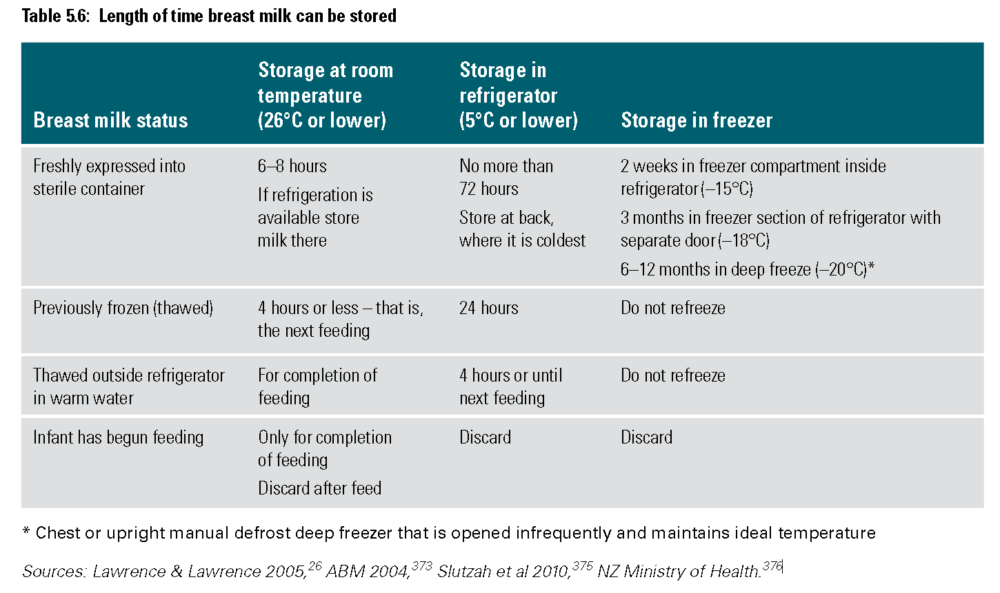 Table 5.6: Length of time breast milk can be stored
Breast milk status
Storage at room
temperature
(26°C or lower)
Storage in
refrigerator
(5°C or lower)
Storage in freezer
Freshly expressed into
sterile container
6–8 hours
If refrigeration is
available store
milk there
No more than
72 hours
Store at back,
where it is coldest
2 weeks in freezer compartment inside
refrigerator (–15°C)
3 months in freezer section of refrigerator with
separate door (–18°C)
6–12 months in deep freeze (–20°C)*
Previously frozen (thawed)
4 hours or less – that is,
the next feeding
24 hours
Do not refreeze
Thawed outside refrigerator
in warm water
For completion of
feeding
4 hours or until
next feeding
Do not refreeze
Infant has begun feeding
Only for completion
of feeding
Discard after feed
Discard
Discard
* Chest or upright manual defrost deep freezer that is opened infrequently and maintains ideal temperature
Sources: Lawrence & Lawrence 2005,26 ABM 2004,373 Slutzah et al 2010,375 NZ Ministry of Health.376